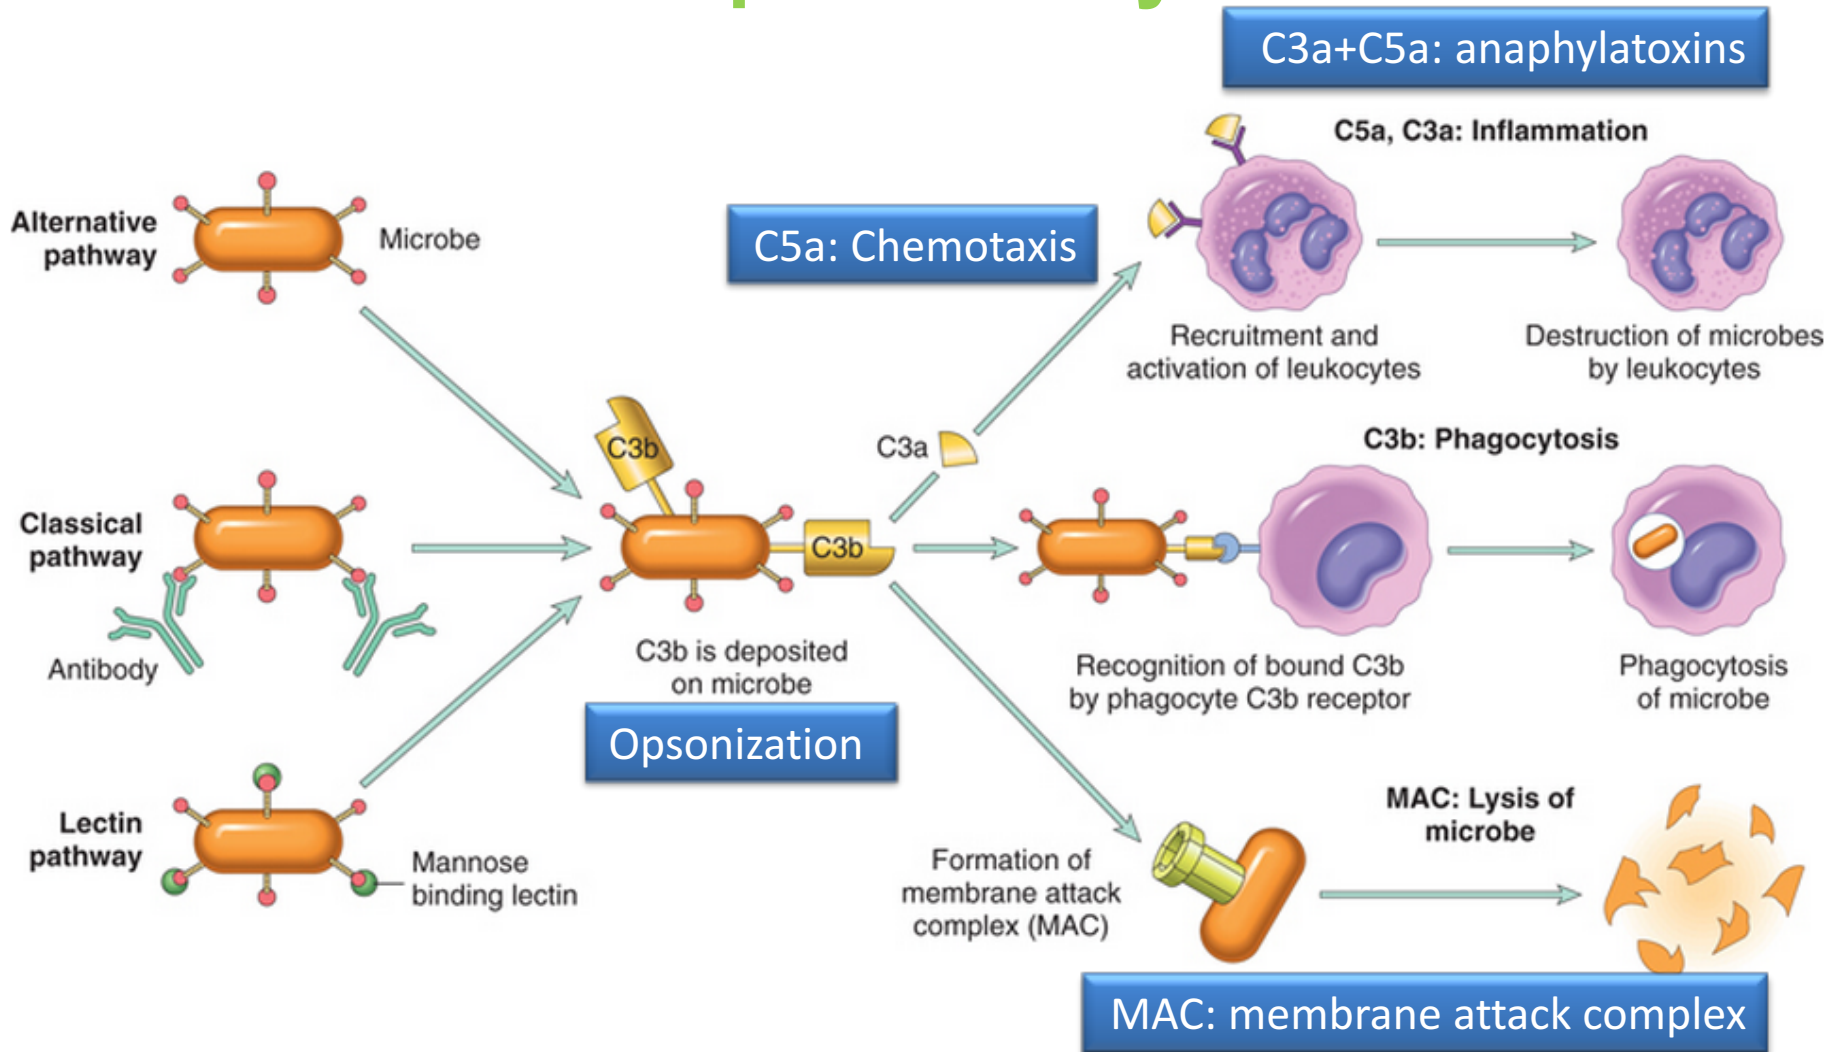 C3a+C5a: anaphylatoxins
C5a, C3a: Inflammation
Alternative
pathway
Microbe
C5a: Chemotaxis
Recruitment and
activation of leukocytes
Destruction of microbes
by leukocytes
C3b
C3a
C3b: Phagocytosis
Classical
pathway
C3b
Antibody
C3b is deposited
on microbe
Recognition of bound C3b
by phagocyte C3b receptor
Phagocytosis
of microbe
Opsonization
Lectin
pathway
Mannose
binding lectin
Formation of
membrane attack
complex (MAC)
MAC: Lysis of
microbe
MAC: membrane attack complex